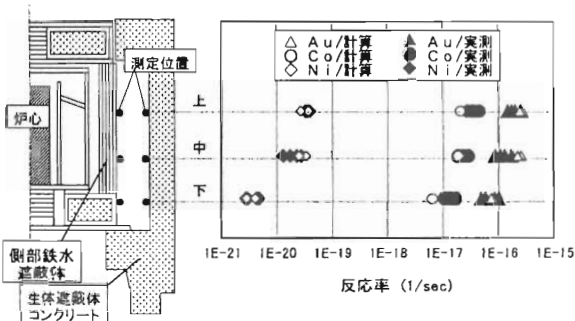 測定位置
炉心
側部鉄水
遮蔽体
生体遮蔽体
コンクリート
△ Au/計算 ▲ Au/実測
○ Co/計算 ● Co/実測
◇ Ni/計算 ◆ Ni/実測
上
中
下
1E-21 1E-20 1E-19 1E-18 1E-17 1E-16 1E-15
反応率 (1/sec)